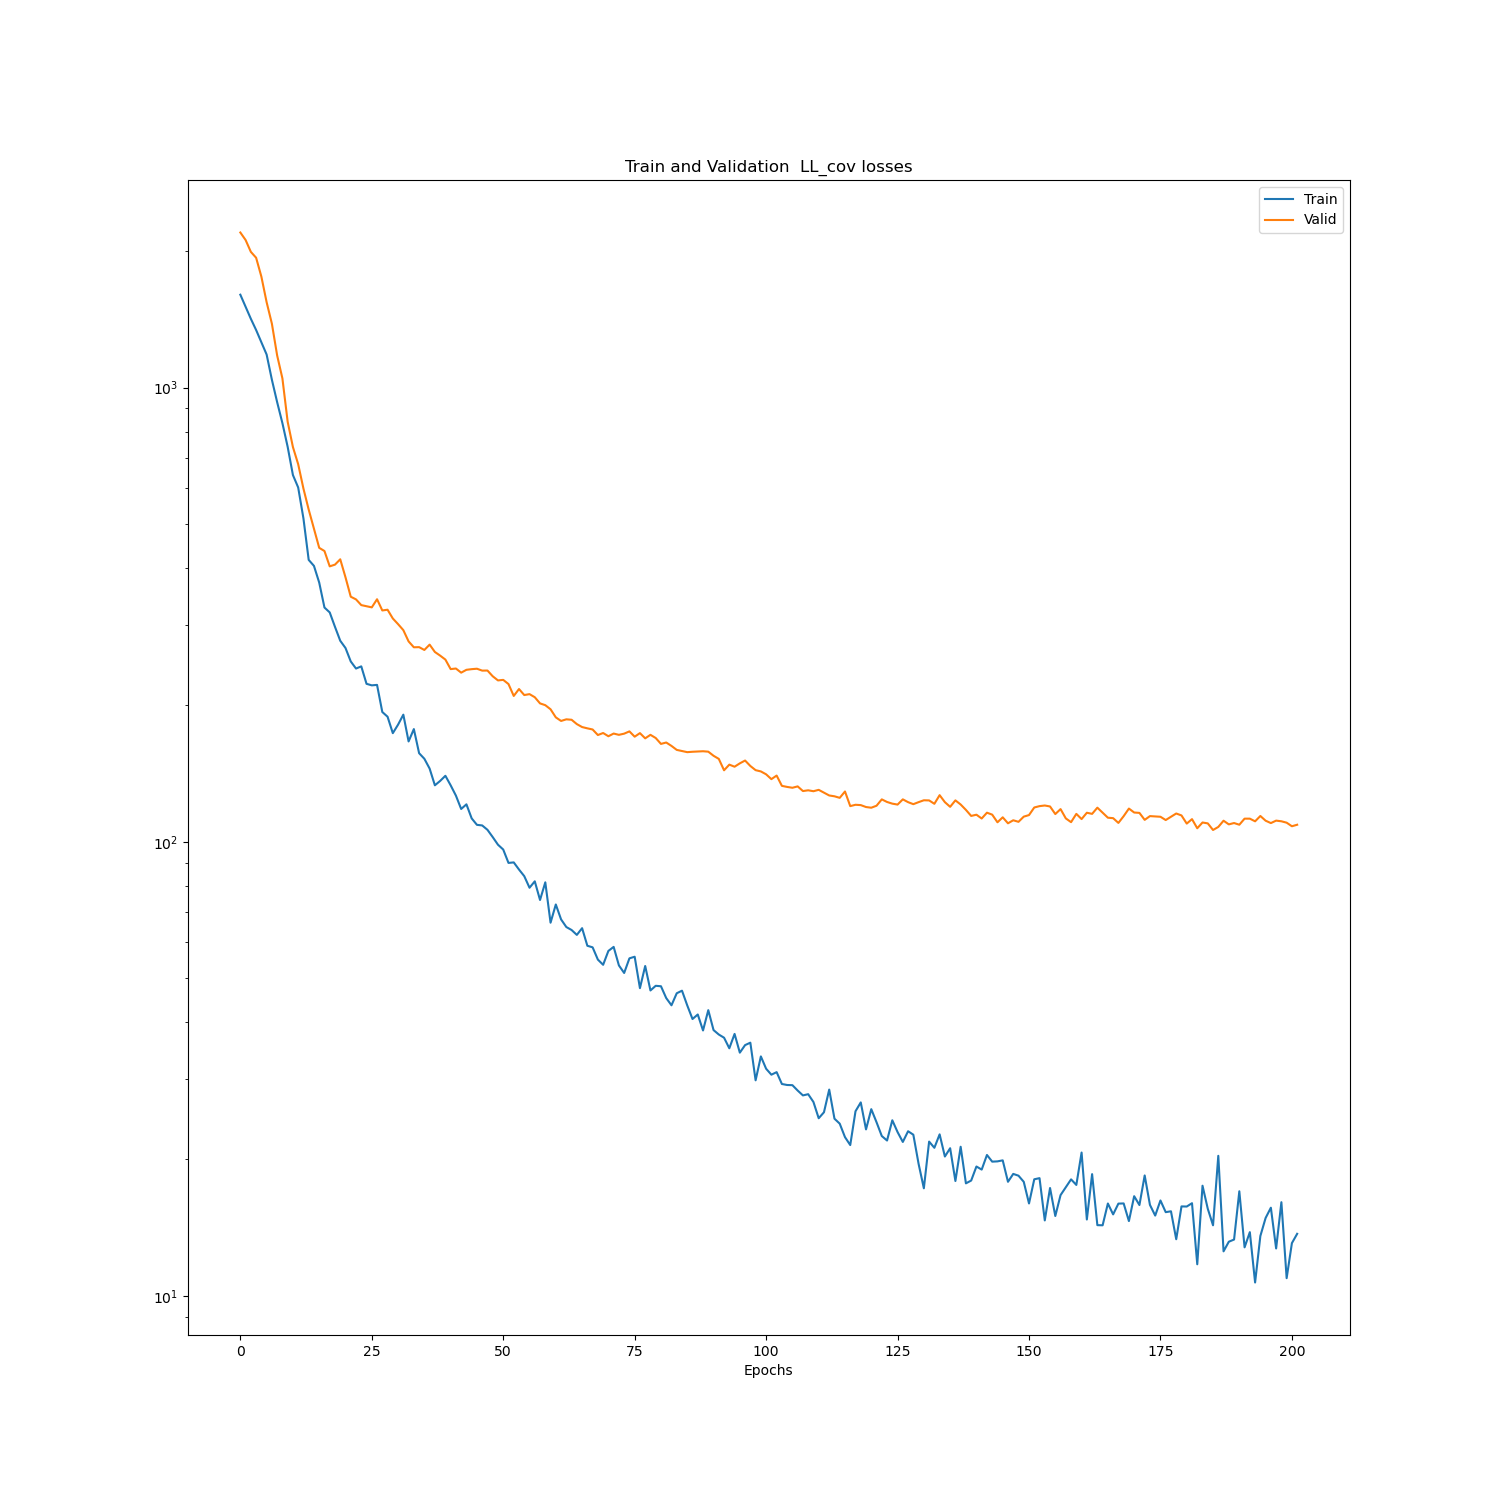 Train and Validation  LL_cov losses
Train
Valid
10³
10²
10¹
0 25 50 75 100 125 150 175 200
Epochs